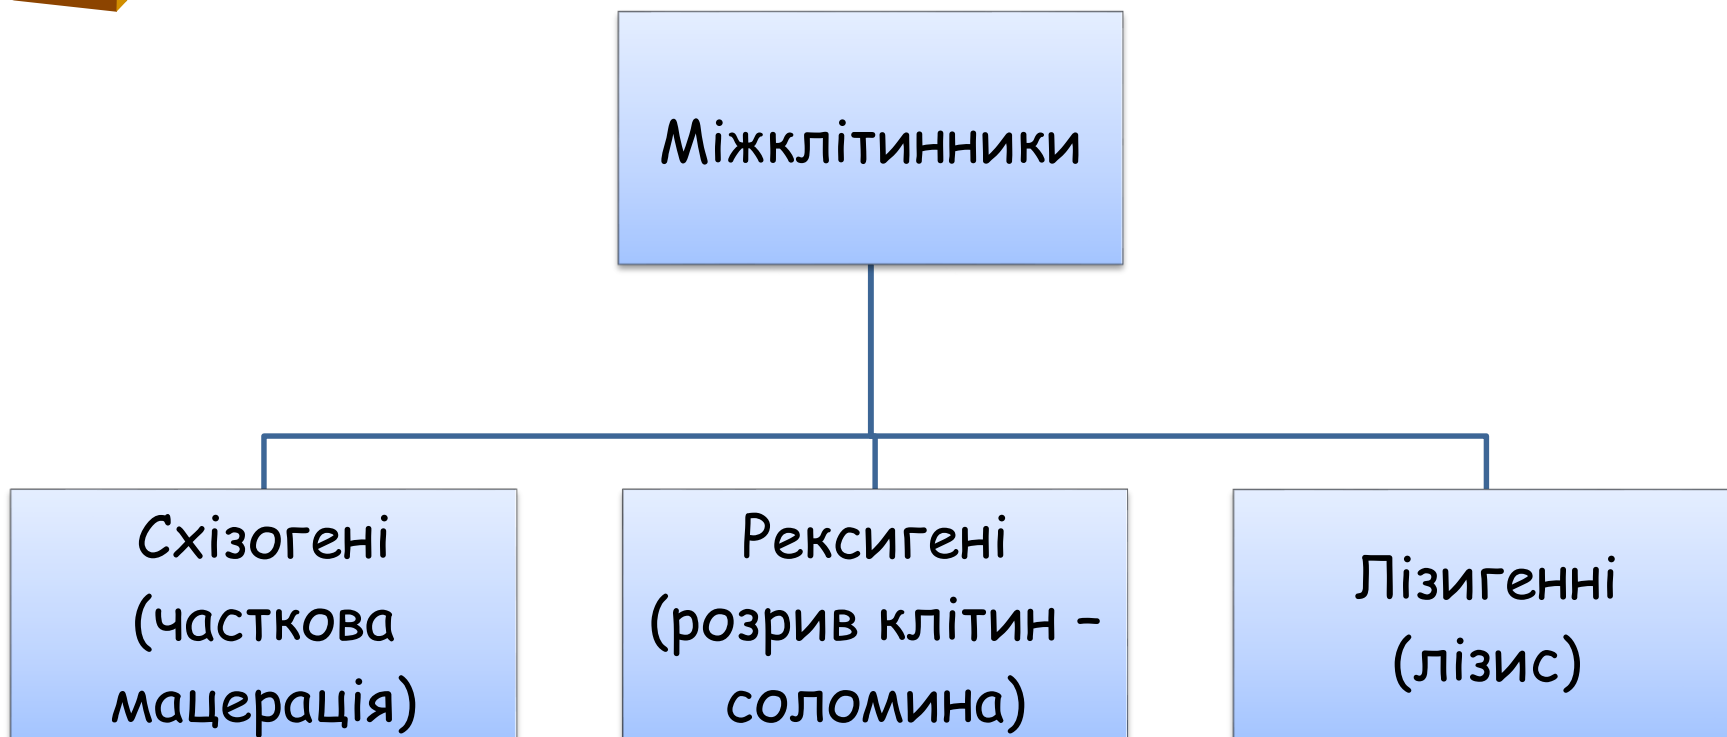 Міжклітинники
Схізогені
(часткова
мацерація)
Рексигені
(розрив клітин –
соломина)
Лізигенні
(лізис)